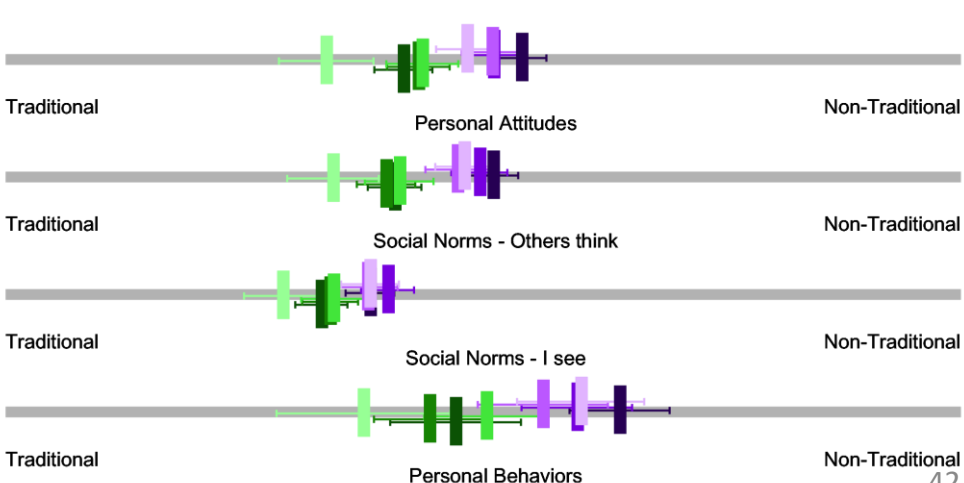 Traditional Non-Traditional
Personal Attitudes
Traditional Non-Traditional
Social Norms - Others think
Traditional Non-Traditional
Social Norms - I see
Traditional Non-Traditional
Personal Behaviors
42